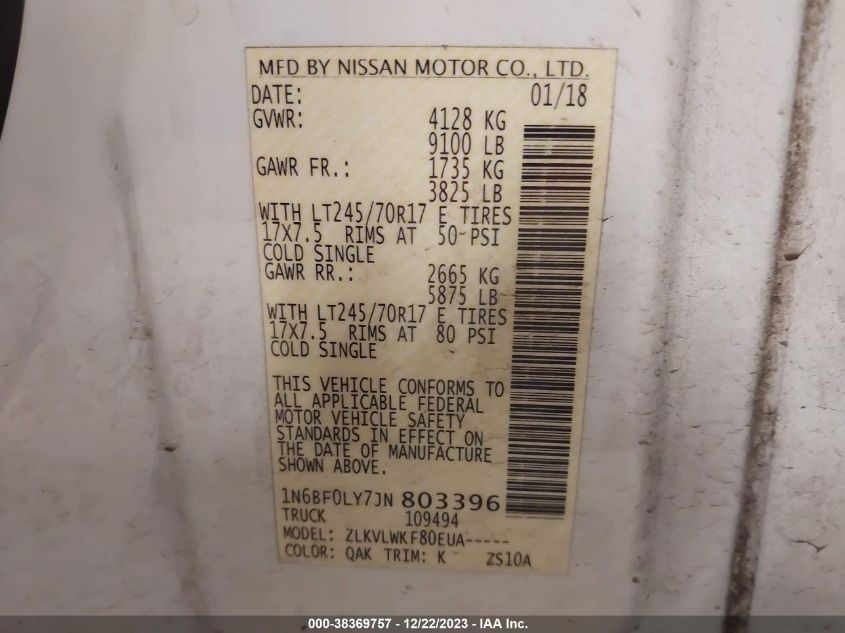 MFD BY NISSAN MOTOR CO., LTD.
DATE: 01/18
GVWR: 4128 KG
9100 LB
GAWR FR.: 1735 KG
3825 LB
WITH LT245/70R17 E TIRES
17X7.5 RIMS AT 50 PSI
COLD SINGLE
GAWR RR.: 2665 KG
5875 LB
WITH LT245/70R17 E TIRES
17X7.5 RIMS AT 80 PSI
COLD SINGLE
THIS VEHICLE CONFORMS TO
ALL APPLICABLE FEDERAL
MOTOR VEHICLE SAFETY
STANDARDS IN EFFECT ON
THE DATE OF MANUFACTURE
SHOWN ABOVE.
1N6BF0LY7JN 803396
TRUCK 109494
MODEL: ZLKVLWKF80EUA-----
COLOR: QAK TRIM: K ZS10A
000-38369757 - 12/22/2023 - IAA Inc.